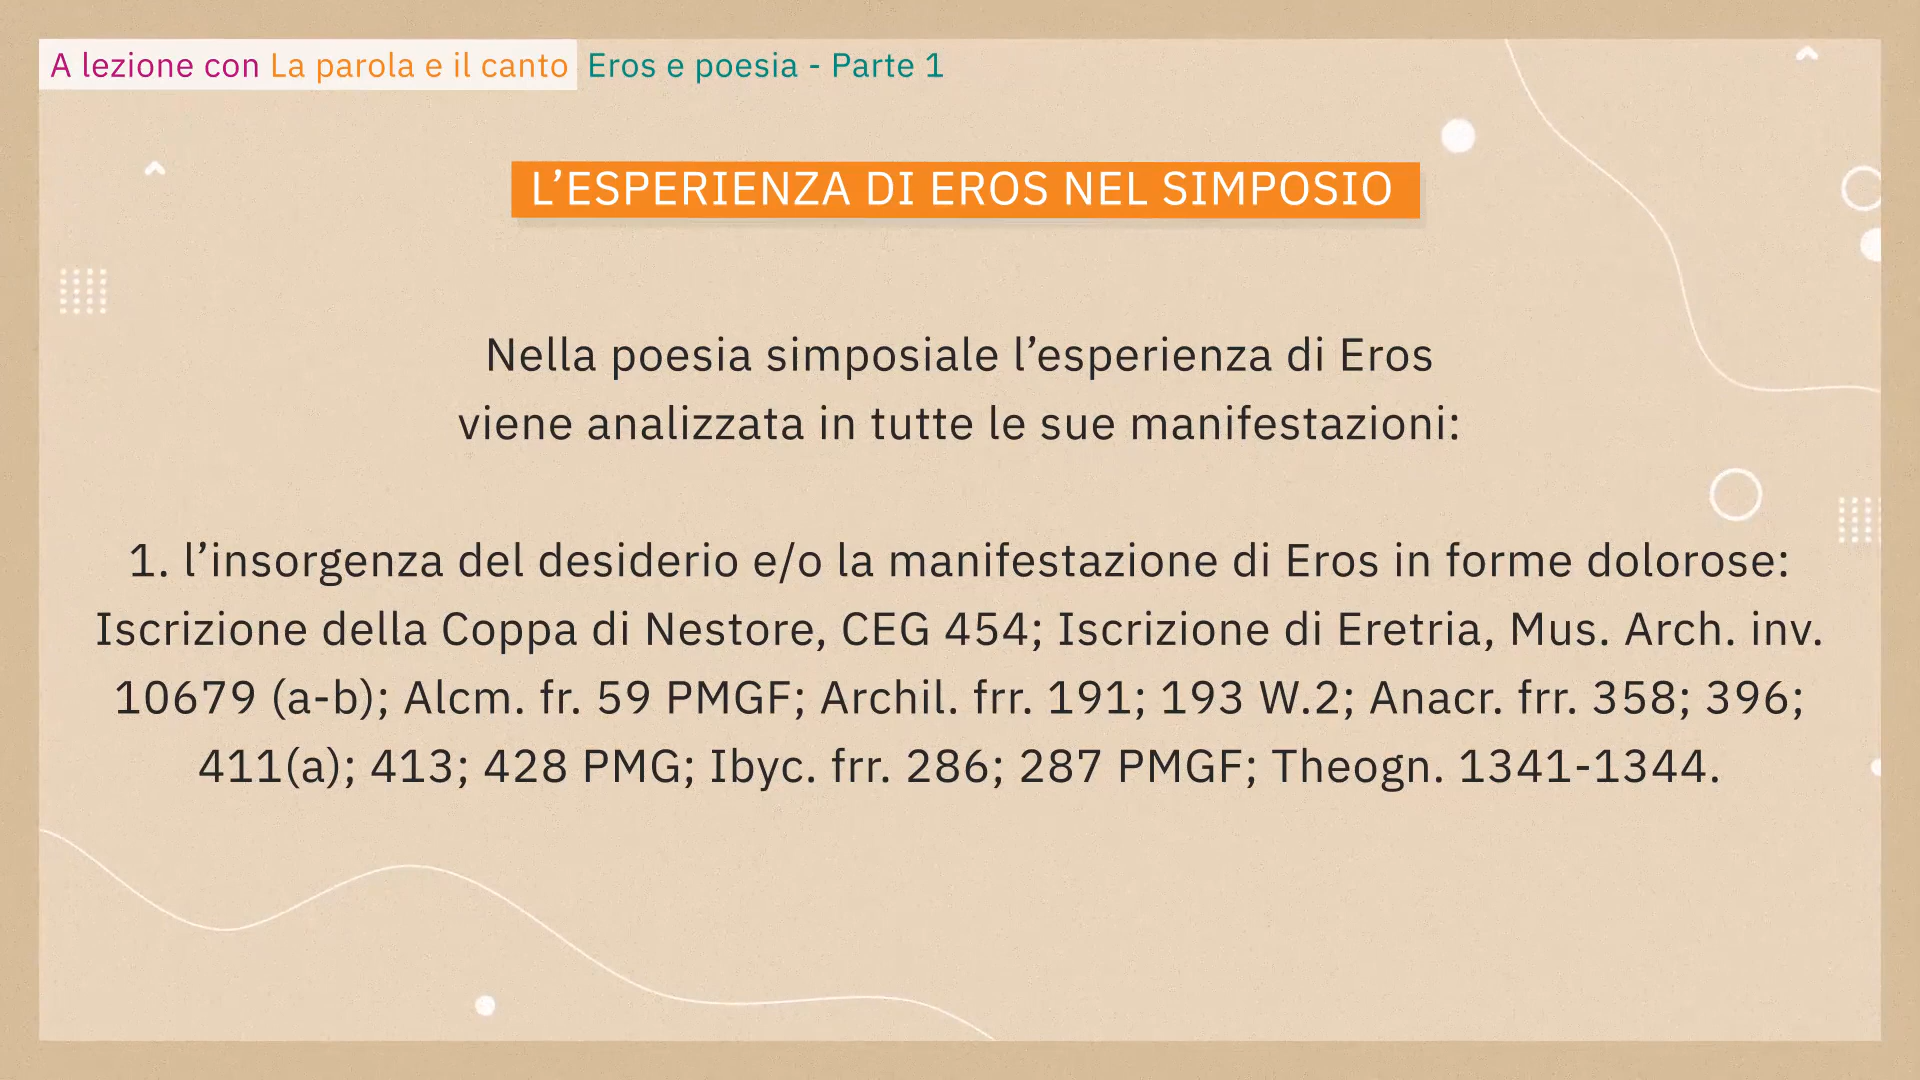 A lezione con La parola e il canto Eros e poesia - Parte 1
L’ESPERIENZA DI EROS NEL SIMPOSIO
Nella poesia simposiale l’esperienza di Eros
viene analizzata in tutte le sue manifestazioni:
1. l’insorgenza del desiderio e/o la manifestazione di Eros in forme dolorose:
Iscrizione della Coppa di Nestore, CEG 454; Iscrizione di Eretria, Mus. Arch. inv.
10679 (a-b); Alcm. fr. 59 PMGF; Archil. frr. 191; 193 W.2; Anacr. frr. 358; 396;
411(a); 413; 428 PMG; Ibyc. frr. 286; 287 PMGF; Theogn. 1341-1344.